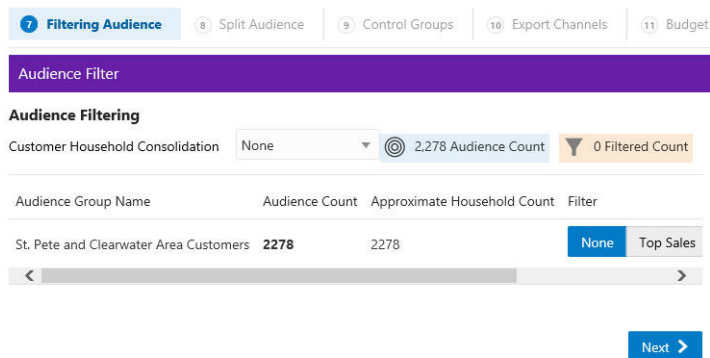 7 Filtering Audience 8 Split Audience 9 Control Groups 10 Export Channels 11 Budget
Audience Filter
Audience Filtering
Customer Household Consolidation None 2,278 Audience Count 0 Filtered Count
Audience Group Name Audience Count Approximate Household Count Filter
St. Pete and Clearwater Area Customers 2278 2278 None Top Sales
Next